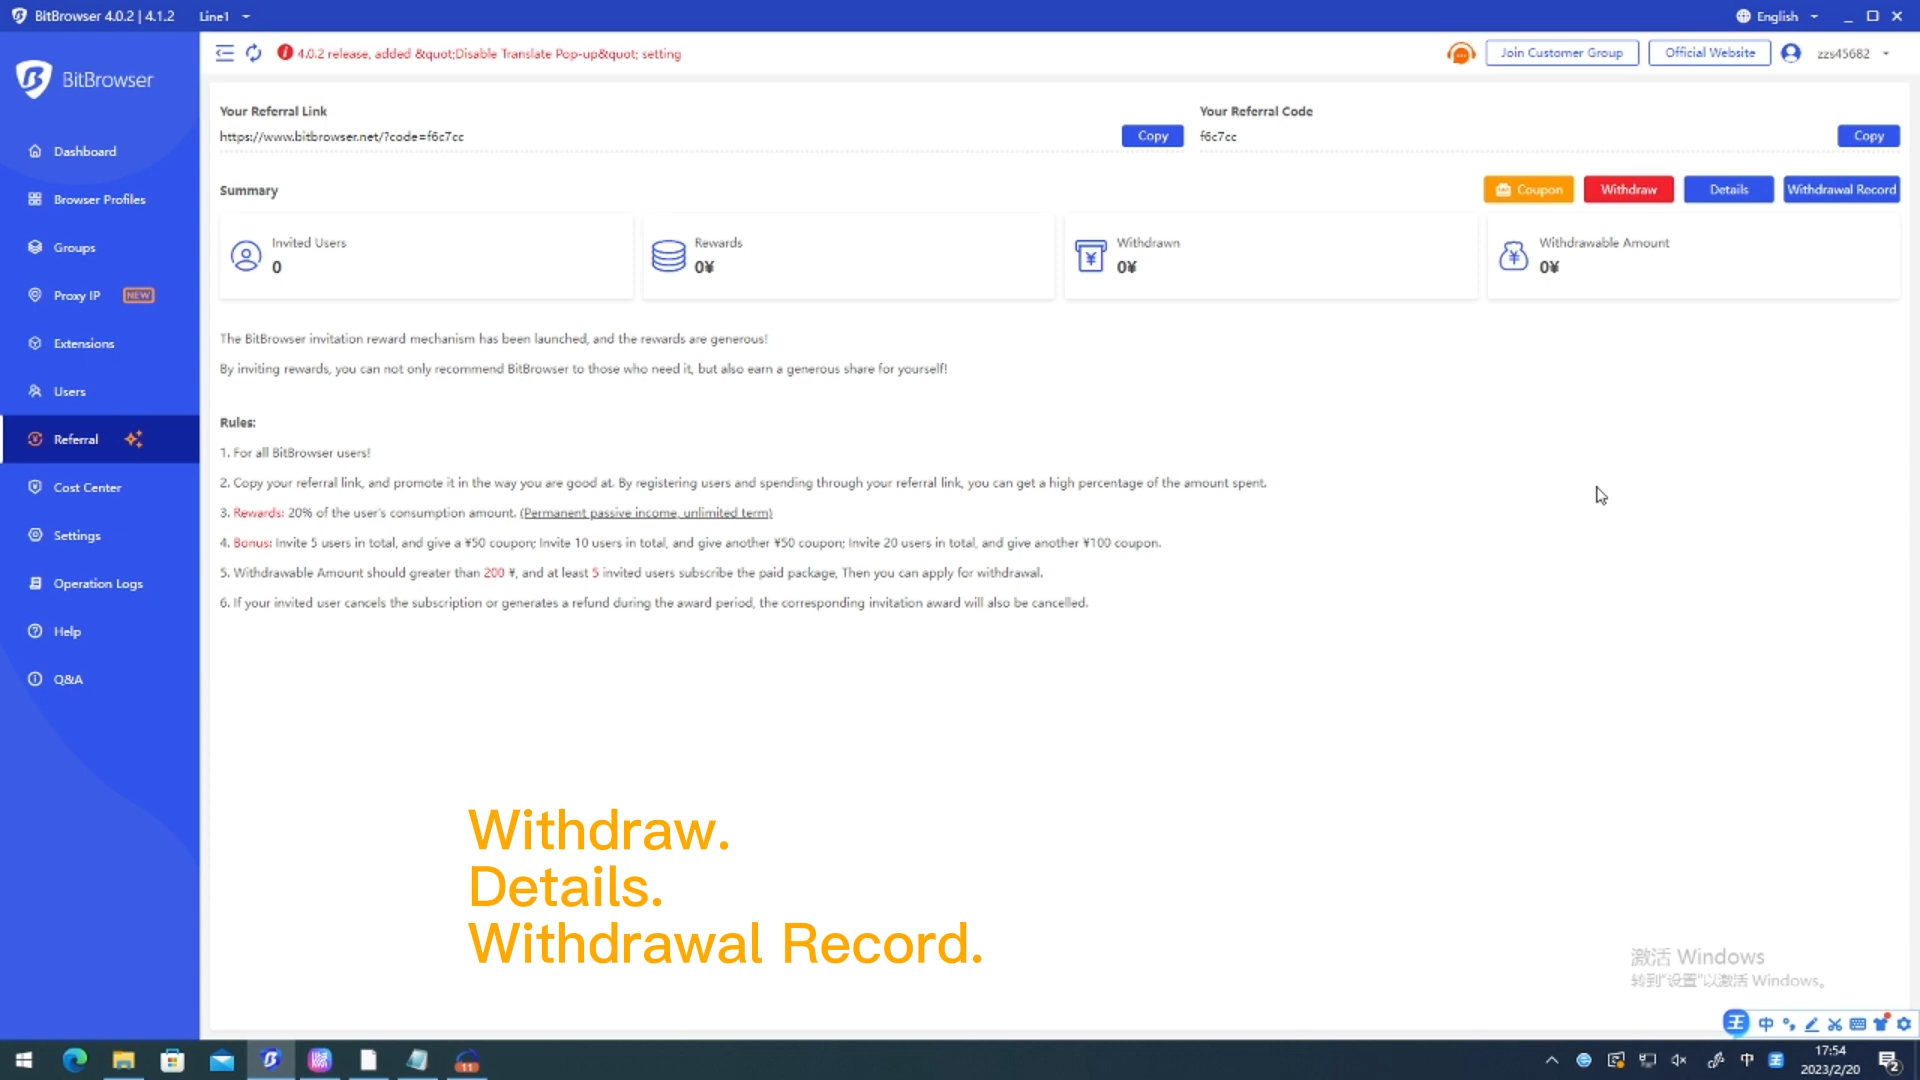 BitBrowser 4.0.2 | 4.1.2 Line1 English
4.0.2 release, added &quot;Disable Translate Pop-up&quot; setting Join Customer Group Official Website zzs45682
BitBrowser
Dashboard
Browser Profiles
Groups
Proxy IP NEW
Extensions
Users
Referral
Cost Center
Settings
Operation Logs
Help
Q&A
Your Referral Link Your Referral Code
https://www.bitbrowser.net/?code=f6c7cc Copy f6c7cc Copy
Summary Coupon Withdraw Details Withdrawal Record
Invited Users Rewards Withdrawn Withdrawable Amount
0 0¥ 0¥ 0¥
The BitBrowser invitation reward mechanism has been launched, and the rewards are generous!
By inviting rewards, you can not only recommend BitBrowser to those who need it, but also earn a generous share for yourself!
Rules:
1. For all BitBrowser users!
2. Copy your referral link, and promote it in the way you are good at. By registering users and spending through your referral link, you can get a high percentage of the amount spent.
3. Rewards: 20% of the user's consumption amount. (Permanent passive income, unlimited term)
4. Bonus: Invite 5 users in total, and give a ¥50 coupon; Invite 10 users in total, and give another ¥50 coupon; Invite 20 users in total, and give another ¥100 coupon.
5. Withdrawable Amount should greater than 200 ¥, and at least 5 invited users subscribe the paid package, Then you can apply for withdrawal.
6. If your invited user cancels the subscription or generates a refund during the award period, the corresponding invitation award will also be cancelled.
Withdraw.
Details.
Withdrawal Record.
激活 Windows
转到"设置"以激活 Windows。
王 中
11
中 王
17:54
2023/2/20
2